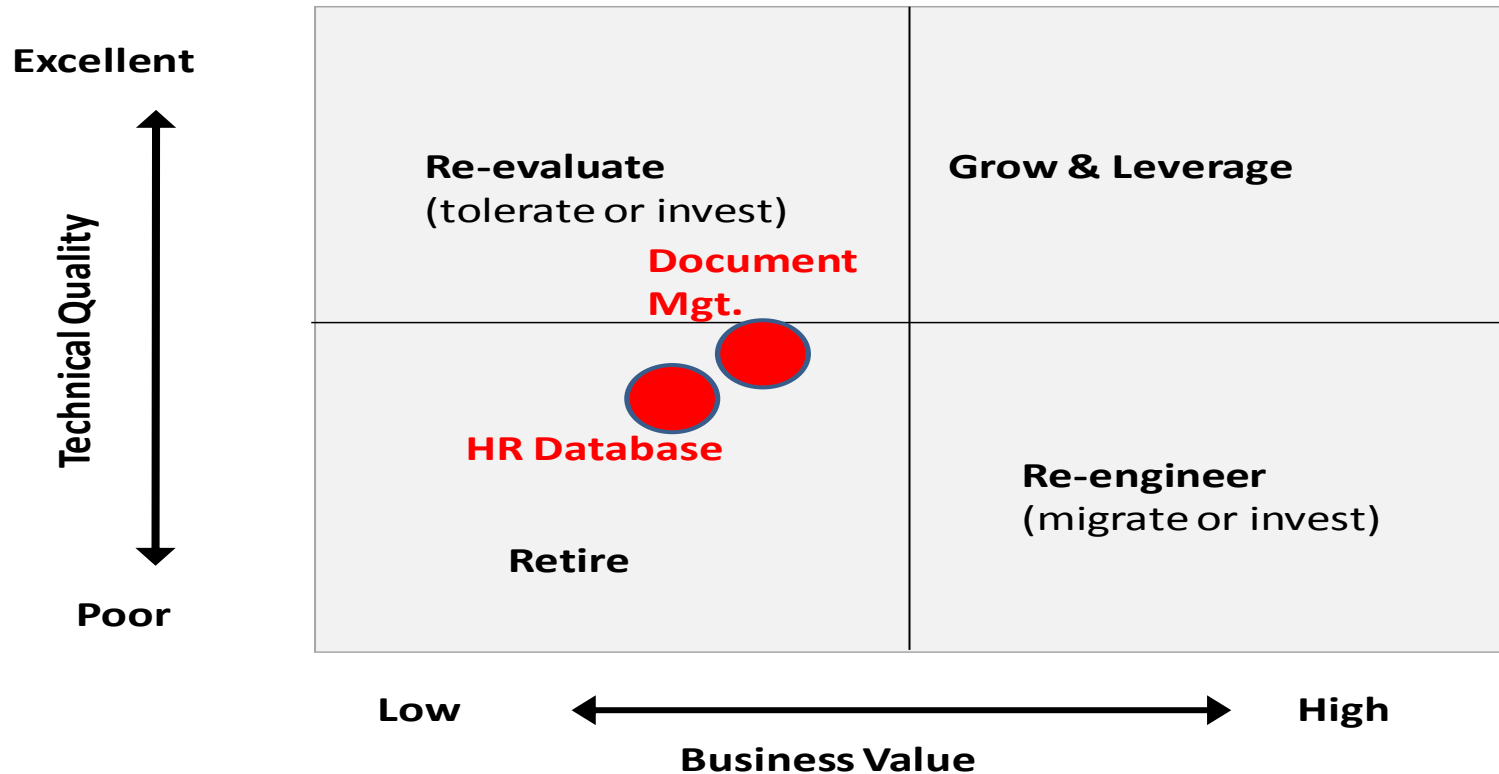 Excellent
Re-evaluate
(tolerate or invest)
Grow & Leverage
Technical Quality
Document
Mgt.
HR Database
Re-engineer
(migrate or invest)
Retire
Poor
Low
High
Business Value